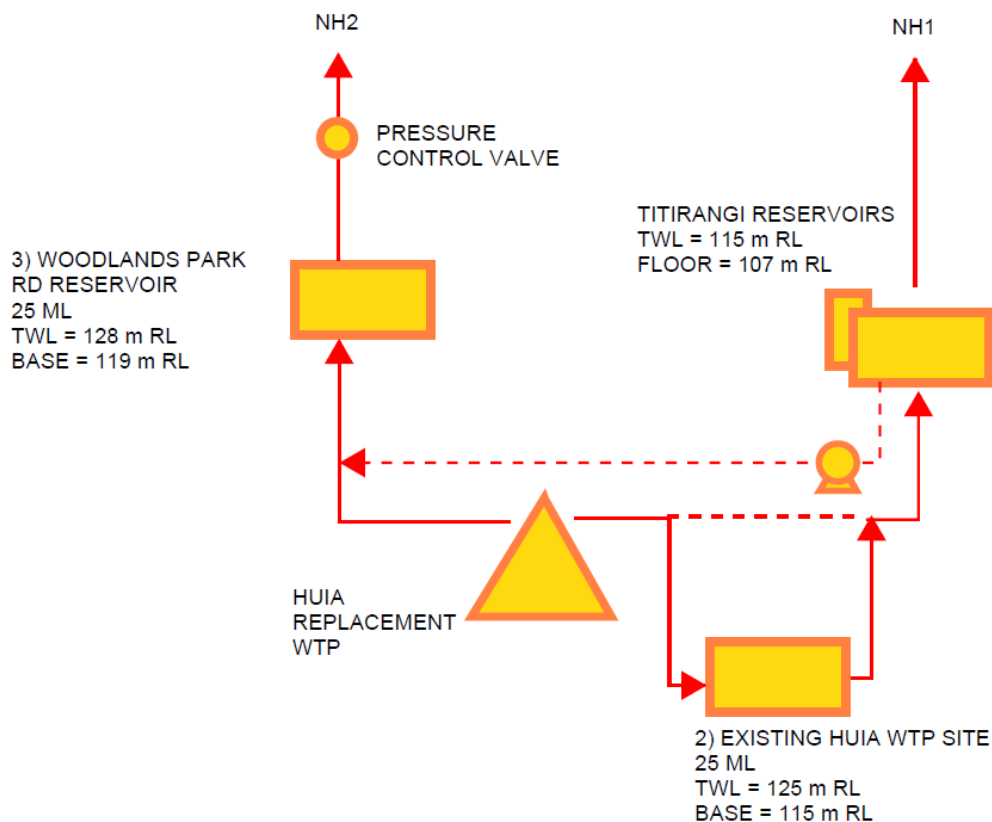 NH2
NH1
PRESSURE
CONTROL VALVE
TITIRANGI RESERVOIRS
TWL = 115 m RL
FLOOR = 107 m RL
3) WOODLANDS PARK
RD RESERVOIR
25 ML
TWL = 128 m RL
BASE = 119 m RL
HUIA
REPLACEMENT
WTP
2) EXISTING HUIA WTP SITE
25 ML
TWL = 125 m RL
BASE = 115 m RL